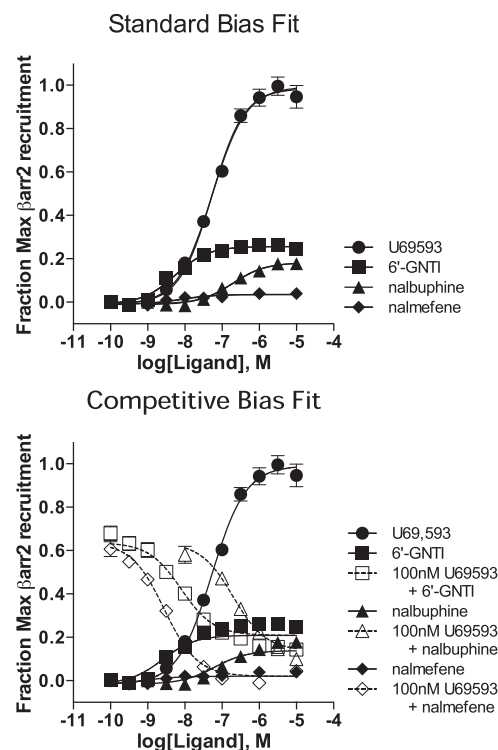 Standard Bias Fit
Fraction Max βarr2 recruitment
1.0
0.8
0.6
0.4
0.2
0.0
-11 -10 -9 -8 -7 -6 -5 -4
log[Ligand], M
U69593
6'-GNTI
nalbuphine
nalmefene
Competitive Bias Fit
Fraction Max βarr2 recruitment
1.0
0.8
0.6
0.4
0.2
0.0
-11 -10 -9 -8 -7 -6 -5 -4
log[Ligand], M
U69,593
6'-GNTI
100nM U69593
+ 6'-GNTI
nalbuphine
100nM U69593
+ nalbuphine
nalmefene
100nM U69593
+ nalmefene